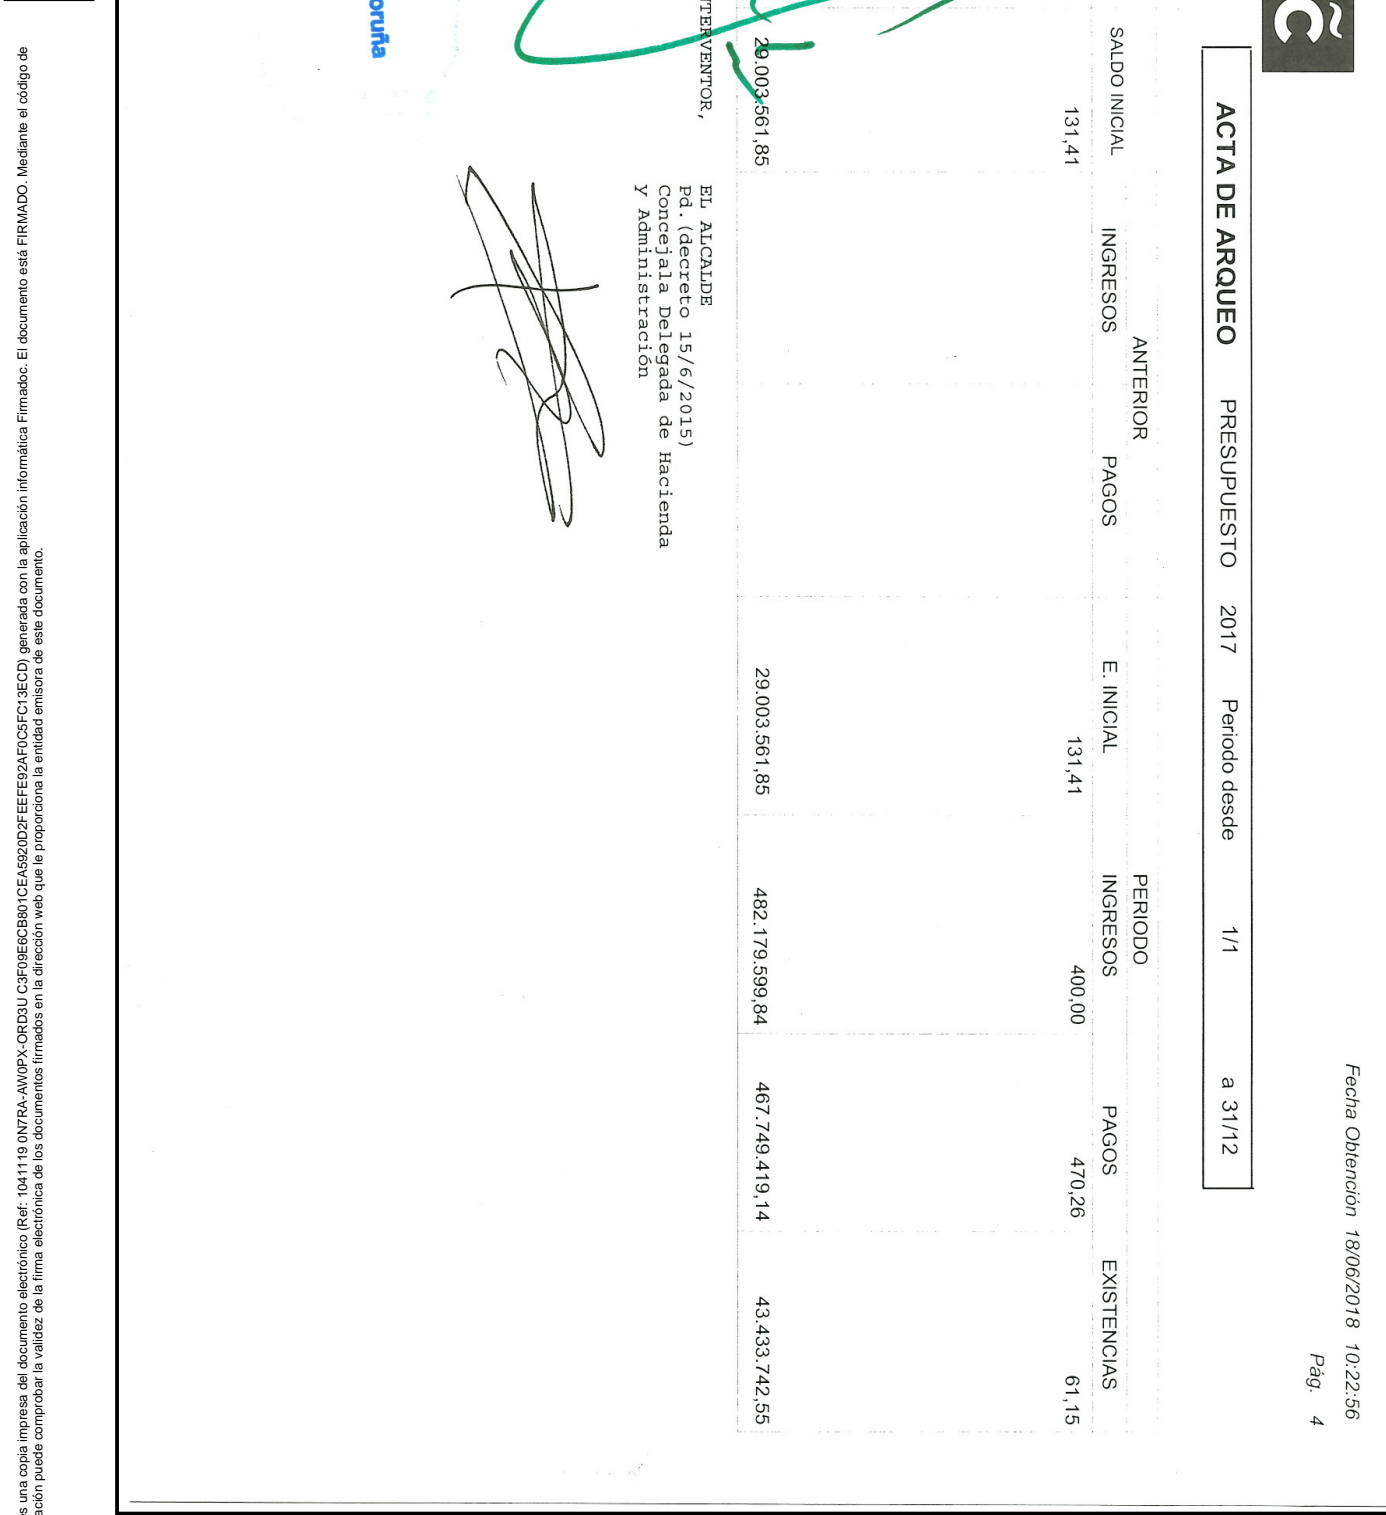 Fecha Obtención 18/06/2018 10:22:56
Pág. 4
ACTA DE ARQUEO PRESUPUESTO 2017 Periodo desde 1/1 a 31/12
ANTERIOR PERIODO
SALDO INICIAL INGRESOS PAGOS E. INICIAL INGRESOS PAGOS EXISTENCIAS
131,41 131,41 400,00 470,26 61,15
29.003.561,85 29.003.561,85 482.179.599,84 467.749.419,14 43.433.742,55
NTERVENTOR,
EL ALCALDE
Pd. (decreto 15/6/2015)
Concejala Delegada de Hacienda
y Administración
oruña
s una copia impresa del documento electrónico (Ref: 1041119 0N7RA-AW0PX-ORD3U C3F09E6CB801CEA5920D2FEEFE92AF0C5FC13ECD) generada con la aplicación informática Firmadoc. El documento está FIRMADO. Mediante el código de
ación puede comprobar la validez de la firma electrónica de los documentos firmados en la dirección web que le proporciona la entidad emisora de este documento.